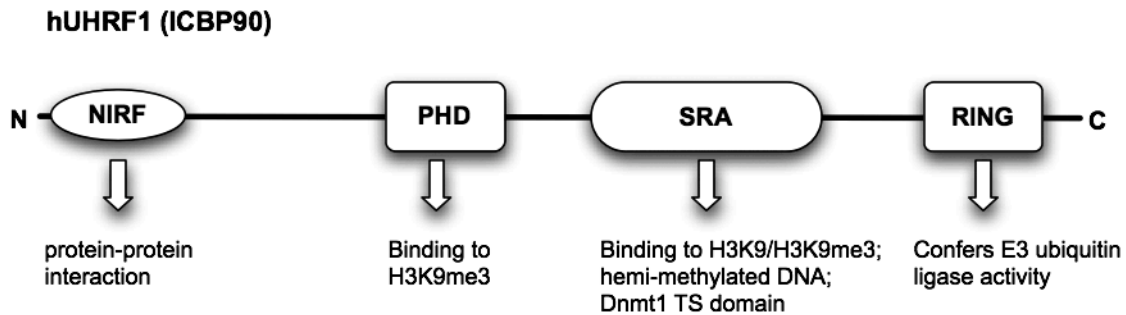 hUHRF1 (ICBP90)
N NIRF PHD SRA RING C
protein-protein
interaction
Binding to
H3K9me3
Binding to H3K9/H3K9me3;
hemi-methylated DNA;
Dnmt1 TS domain
Confers E3 ubiquitin
ligase activity